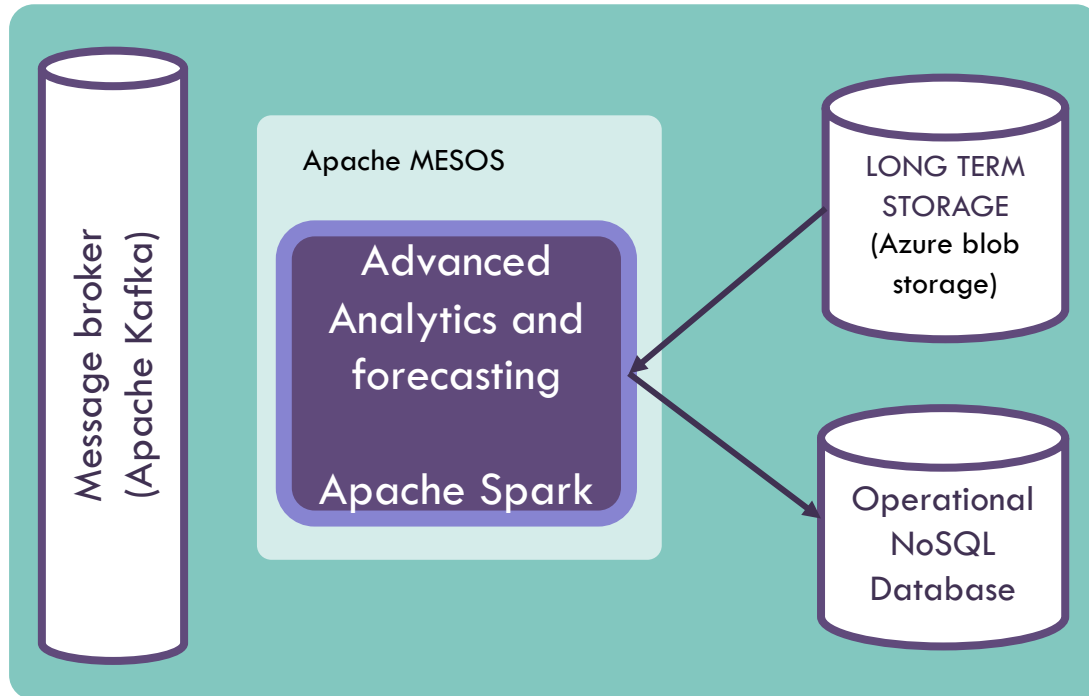 Message broker
(Apache Kafka)
Apache MESOS
Advanced
Analytics and
forecasting
Apache Spark
LONG TERM
STORAGE
(Azure blob
storage)
Operational
NoSQL
Database